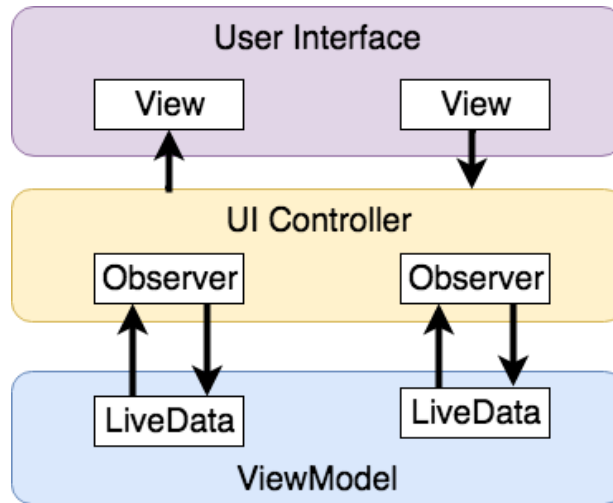 User Interface
View
View
UI Controller
Observer
Observer
LiveData
LiveData
ViewModel